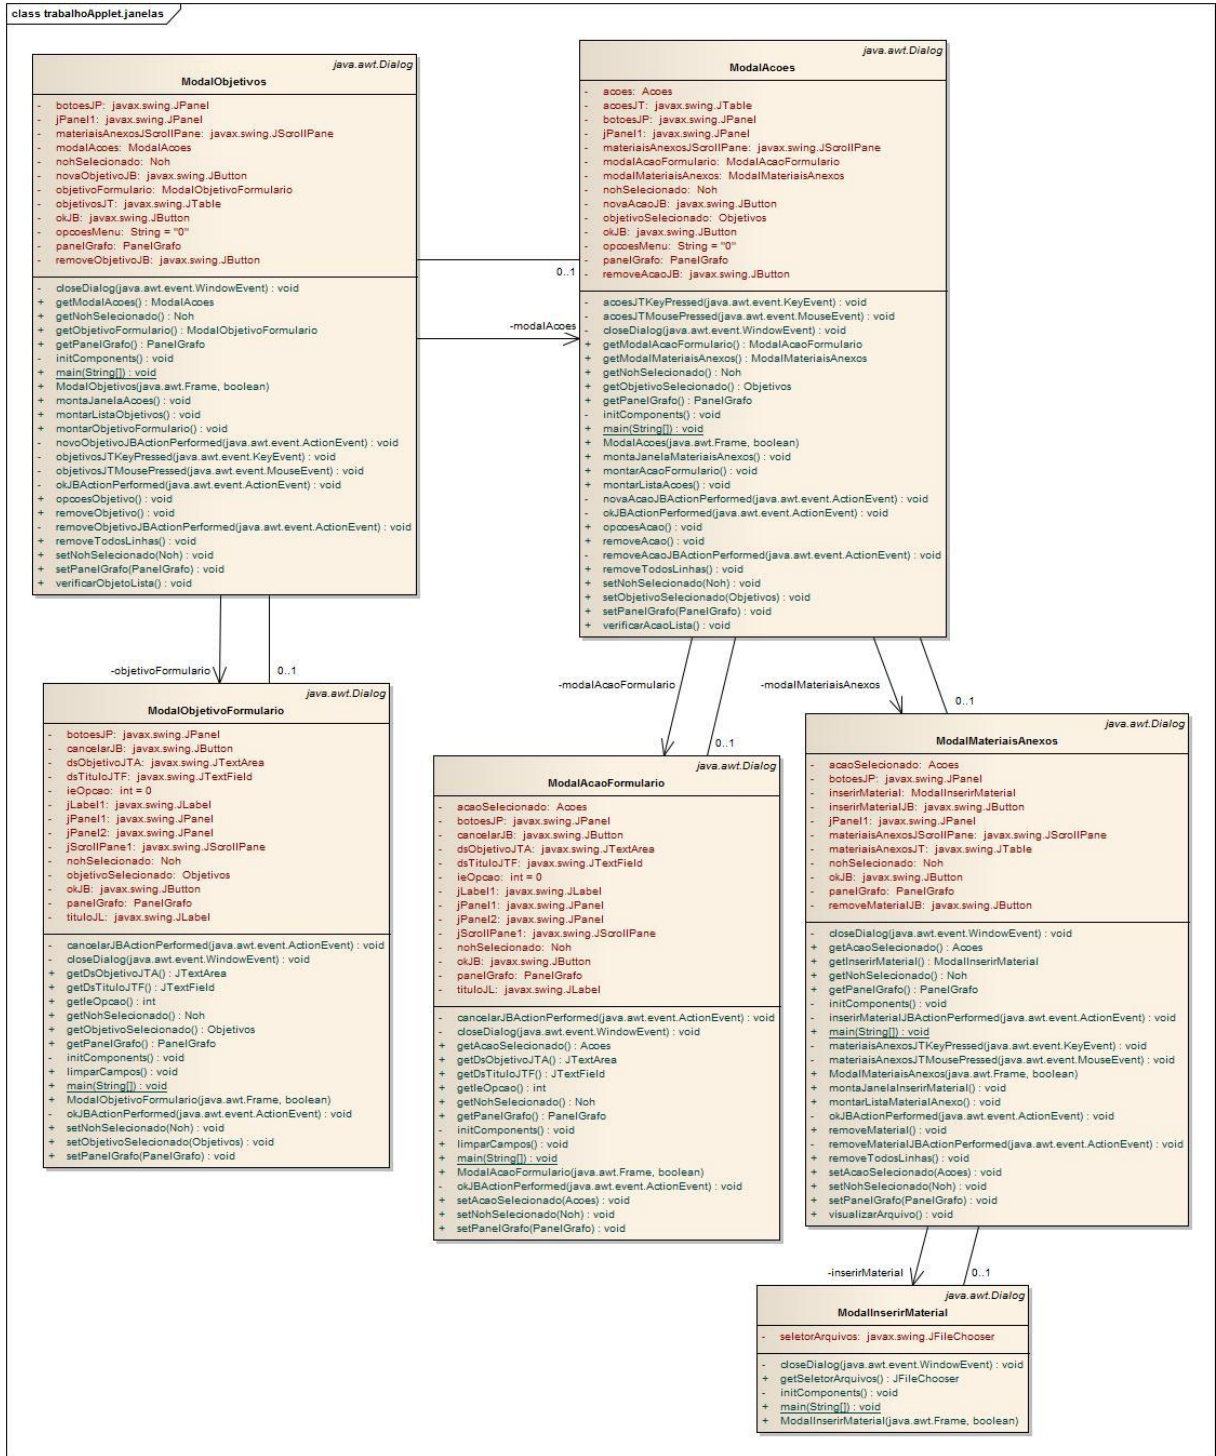 class trabalhoApplet.janelas
java.awt.Dialog
ModalObjetivos
- botoesJP: javax.swing.JPanel
- jPanel1: javax.swing.JPanel
- materiaisAnexosJScrollPane: javax.swing.JScrollPane
- modalAcoes: ModalAcoes
- nohSelecionado: Noh
- novaObjetivoJB: javax.swing.JButton
- objetivoFormulario: ModalObjetivoFormulario
- objetivosJT: javax.swing.JTable
- okJB: javax.swing.JButton
- opcoesMenu: String = "0"
- panelGrafo: PanelGrafo
- removeObjetivoJB: javax.swing.JButton
- closeDialog(java.awt.event.WindowEvent) : void
+ getModalAcoes() : ModalAcoes
+ getNohSelecionado() : Noh
+ getObjetivoFormulario() : ModalObjetivoFormulario
+ getPanelGrafo() : PanelGrafo
- initComponents() : void
+ main(String[]) : void
+ ModalObjetivos(java.awt.Frame, boolean)
+ montaJanelaAcoes() : void
+ montarListaObjetivos() : void
+ montarObjetivoFormulario() : void
- novoObjetivoJBActionPerformed(java.awt.event.ActionEvent) : void
- objetivosJTKeyPressed(java.awt.event.KeyEvent) : void
- objetivosJTMousePressed(java.awt.event.MouseEvent) : void
- okJBActionPerformed(java.awt.event.ActionEvent) : void
+ opcoesObjetivo() : void
+ removeObjetivo() : void
- removeObjetivoJBActionPerformed(java.awt.event.ActionEvent) : void
+ removeTodosLinhas() : void
+ setNohSelecionado(Noh) : void
+ setPanelGrafo(PanelGrafo) : void
+ verificarObjetoLista() : void
java.awt.Dialog
ModalAcoes
- acoes: Acoes
- acoesJT: javax.swing.JTable
- botoesJP: javax.swing.JPanel
- jPanel1: javax.swing.JPanel
- materiaisAnexosJScrollPane: javax.swing.JScrollPane
- modalAcaoFormulario: ModalAcaoFormulario
- modalMateriaisAnexos: ModalMateriaisAnexos
- nohSelecionado: Noh
- novaAcaoJB: javax.swing.JButton
- objetivoSelecionado: Objetivos
- okJB: javax.swing.JButton
- opcoesMenu: String = "0"
- panelGrafo: PanelGrafo
- removeAcaoJB: javax.swing.JButton
- acoesJTKeyPressed(java.awt.event.KeyEvent) : void
- acoesJTMousePressed(java.awt.event.MouseEvent) : void
- closeDialog(java.awt.event.WindowEvent) : void
+ getModalAcaoFormulario() : ModalAcaoFormulario
+ getModalMateriaisAnexos() : ModalMateriaisAnexos
+ getNohSelecionado() : Noh
+ getObjetivoSelecionado() : Objetivos
+ getPanelGrafo() : PanelGrafo
- initComponents() : void
+ main(String[]) : void
+ ModalAcoes(java.awt.Frame, boolean)
+ montaJanelaMateriaisAnexos() : void
+ montarAcaoFormulario() : void
+ montarListaAcoes() : void
- novaAcaoJBActionPerformed(java.awt.event.ActionEvent) : void
- okJBActionPerformed(java.awt.event.ActionEvent) : void
+ opcoesAcao() : void
+ removeAcao() : void
- removeAcaoJBActionPerformed(java.awt.event.ActionEvent) : void
+ removeTodosLinhas() : void
+ setNohSelecionado(Noh) : void
+ setObjetivoSelecionado(Objetivos) : void
+ setPanelGrafo(PanelGrafo) : void
+ verificarAcaoLista() : void
0..1
-modalAcoes
-objetivoFormulario
0..1
-modalAcaoFormulario
0..1
-modalMateriaisAnexos
0..1
java.awt.Dialog
ModalObjetivoFormulario
- botoesJP: javax.swing.JPanel
- cancelarJB: javax.swing.JButton
- dsObjetivoJTA: javax.swing.JTextArea
- dsTituloJTF: javax.swing.JTextField
- ieOpcao: int = 0
- jLabel1: javax.swing.JLabel
- jPanel1: javax.swing.JPanel
- jPanel2: javax.swing.JPanel
- jScrollPane1: javax.swing.JScrollPane
- nohSelecionado: Noh
- objetivoSelecionado: Objetivos
- okJB: javax.swing.JButton
- panelGrafo: PanelGrafo
- tituloJL: javax.swing.JLabel
- cancelarJBActionPerformed(java.awt.event.ActionEvent) : void
- closeDialog(java.awt.event.WindowEvent) : void
+ getDsObjetivoJTA() : JTextArea
+ getDsTituloJTF() : JTextField
+ getIeOpcao() : int
+ getNohSelecionado() : Noh
+ getObjetivoSelecionado() : Objetivos
+ getPanelGrafo() : PanelGrafo
- initComponents() : void
+ limparCampos() : void
+ main(String[]) : void
+ ModalObjetivoFormulario(java.awt.Frame, boolean)
- okJBActionPerformed(java.awt.event.ActionEvent) : void
+ setNohSelecionado(Noh) : void
+ setObjetivoSelecionado(Objetivos) : void
+ setPanelGrafo(PanelGrafo) : void
java.awt.Dialog
ModalAcaoFormulario
- acaoSelecionado: Acoes
- botoesJP: javax.swing.JPanel
- cancelarJB: javax.swing.JButton
- dsObjetivoJTA: javax.swing.JTextArea
- dsTituloJTF: javax.swing.JTextField
- ieOpcao: int = 0
- jLabel1: javax.swing.JLabel
- jPanel1: javax.swing.JPanel
- jPanel2: javax.swing.JPanel
- jScrollPane1: javax.swing.JScrollPane
- nohSelecionado: Noh
- okJB: javax.swing.JButton
- panelGrafo: PanelGrafo
- tituloJL: javax.swing.JLabel
- cancelarJBActionPerformed(java.awt.event.ActionEvent) : void
- closeDialog(java.awt.event.WindowEvent) : void
+ getAcaoSelecionado() : Acoes
+ getDsObjetivoJTA() : JTextArea
+ getDsTituloJTF() : JTextField
+ getIeOpcao() : int
+ getNohSelecionado() : Noh
+ getPanelGrafo() : PanelGrafo
- initComponents() : void
+ limparCampos() : void
+ main(String[]) : void
+ ModalAcaoFormulario(java.awt.Frame, boolean)
- okJBActionPerformed(java.awt.event.ActionEvent) : void
+ setAcaoSelecionado(Acoes) : void
+ setNohSelecionado(Noh) : void
+ setPanelGrafo(PanelGrafo) : void
java.awt.Dialog
ModalMateriaisAnexos
- acaoSelecionado: Acoes
- botoesJP: javax.swing.JPanel
- inserirMaterial: ModalInserirMaterial
- inserirMaterialJB: javax.swing.JButton
- jPanel1: javax.swing.JPanel
- materiaisAnexosJScrollPane: javax.swing.JScrollPane
- materiaisAnexosJT: javax.swing.JTable
- nohSelecionado: Noh
- okJB: javax.swing.JButton
- panelGrafo: PanelGrafo
- removeMaterialJB: javax.swing.JButton
- closeDialog(java.awt.event.WindowEvent) : void
+ getAcaoSelecionado() : Acoes
+ getInserirMaterial() : ModalInserirMaterial
+ getNohSelecionado() : Noh
+ getPanelGrafo() : PanelGrafo
- initComponents() : void
- inserirMaterialJBActionPerformed(java.awt.event.ActionEvent) : void
+ main(String[]) : void
- materiaisAnexosJTKeyPressed(java.awt.event.KeyEvent) : void
- materiaisAnexosJTMousePressed(java.awt.event.MouseEvent) : void
+ ModalMateriaisAnexos(java.awt.Frame, boolean)
+ montaJanelaInserirMaterial() : void
+ montarListaMaterialAnexo() : void
- okJBActionPerformed(java.awt.event.ActionEvent) : void
+ removeMaterial() : void
- removeMaterialJBActionPerformed(java.awt.event.ActionEvent) : void
+ removeTodosLinhas() : void
+ setAcaoSelecionado(Acoes) : void
+ setNohSelecionado(Noh) : void
+ setPanelGrafo(PanelGrafo) : void
+ visualizarArquivo() : void
-inserirMaterial
0..1
java.awt.Dialog
ModalInserirMaterial
- seletorArquivos: javax.swing.JFileChooser
- closeDialog(java.awt.event.WindowEvent) : void
+ getSeletorArquivos() : JFileChooser
- initComponents() : void
+ main(String[]) : void
+ ModalInserirMaterial(java.awt.Frame, boolean)